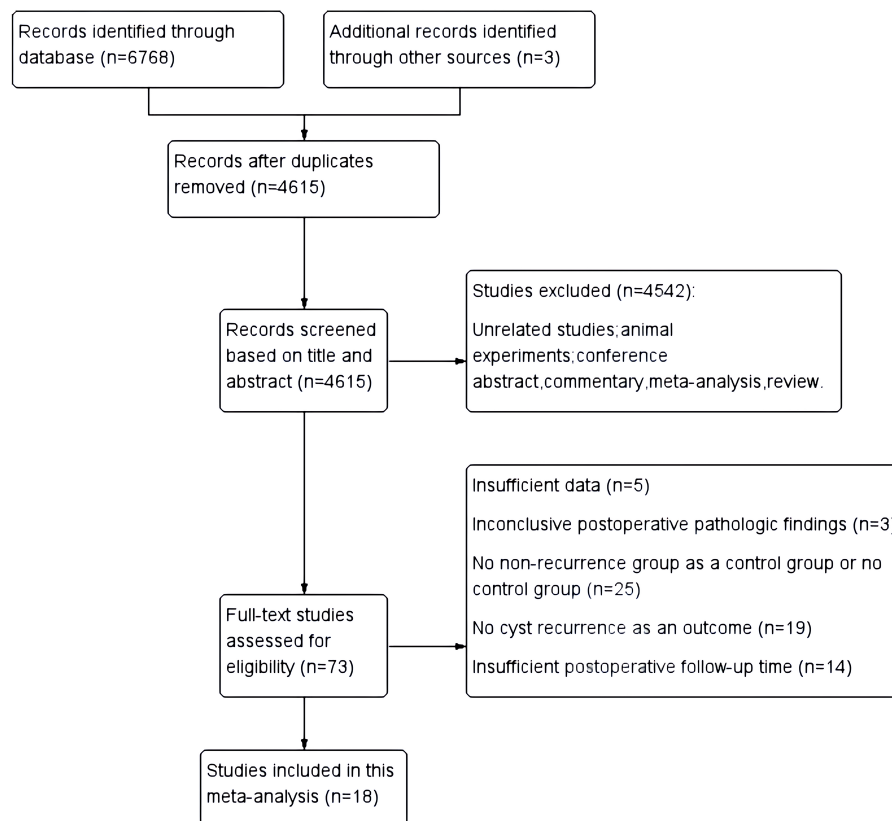 Records identified through
database (n=6768)
Additional records identified
through other sources (n=3)
Records after duplicates
removed (n=4615)
Records screened
based on title and
abstract (n=4615)
Studies excluded (n=4542):
Unrelated studies;animal
experiments;conference
abstract,commentary,meta-analysis,review.
Full-text studies
assessed for
eligibility (n=73)
Insufficient data (n=5)
Inconclusive postoperative pathologic findings (n=3)
No non-recurrence group as a control group or no
control group (n=25)
No cyst recurrence as an outcome (n=19)
Insufficient postoperative follow-up time (n=14)
Studies included in this
meta-analysis (n=18)